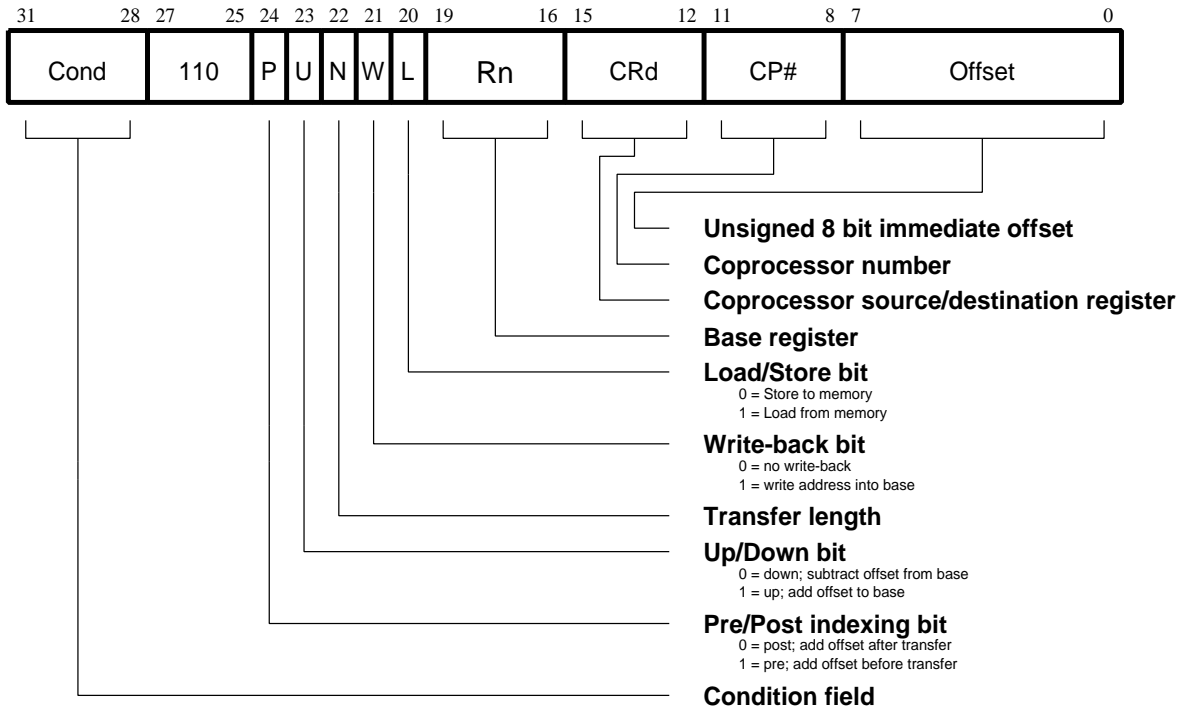 31 28 27 25 24 23 22 21 20 19 16 15 12 11 8 7 0
Cond 110 P U N W L Rn CRd CP# Offset
Unsigned 8 bit immediate offset
Coprocessor number
Coprocessor source/destination register
Base register
Load/Store bit
0 = Store to memory
1 = Load from memory
Write-back bit
0 = no write-back
1 = write address into base
Transfer length
Up/Down bit
0 = down; subtract offset from base
1 = up; add offset to base
Pre/Post indexing bit
0 = post; add offset after transfer
1 = pre; add offset before transfer
Condition field